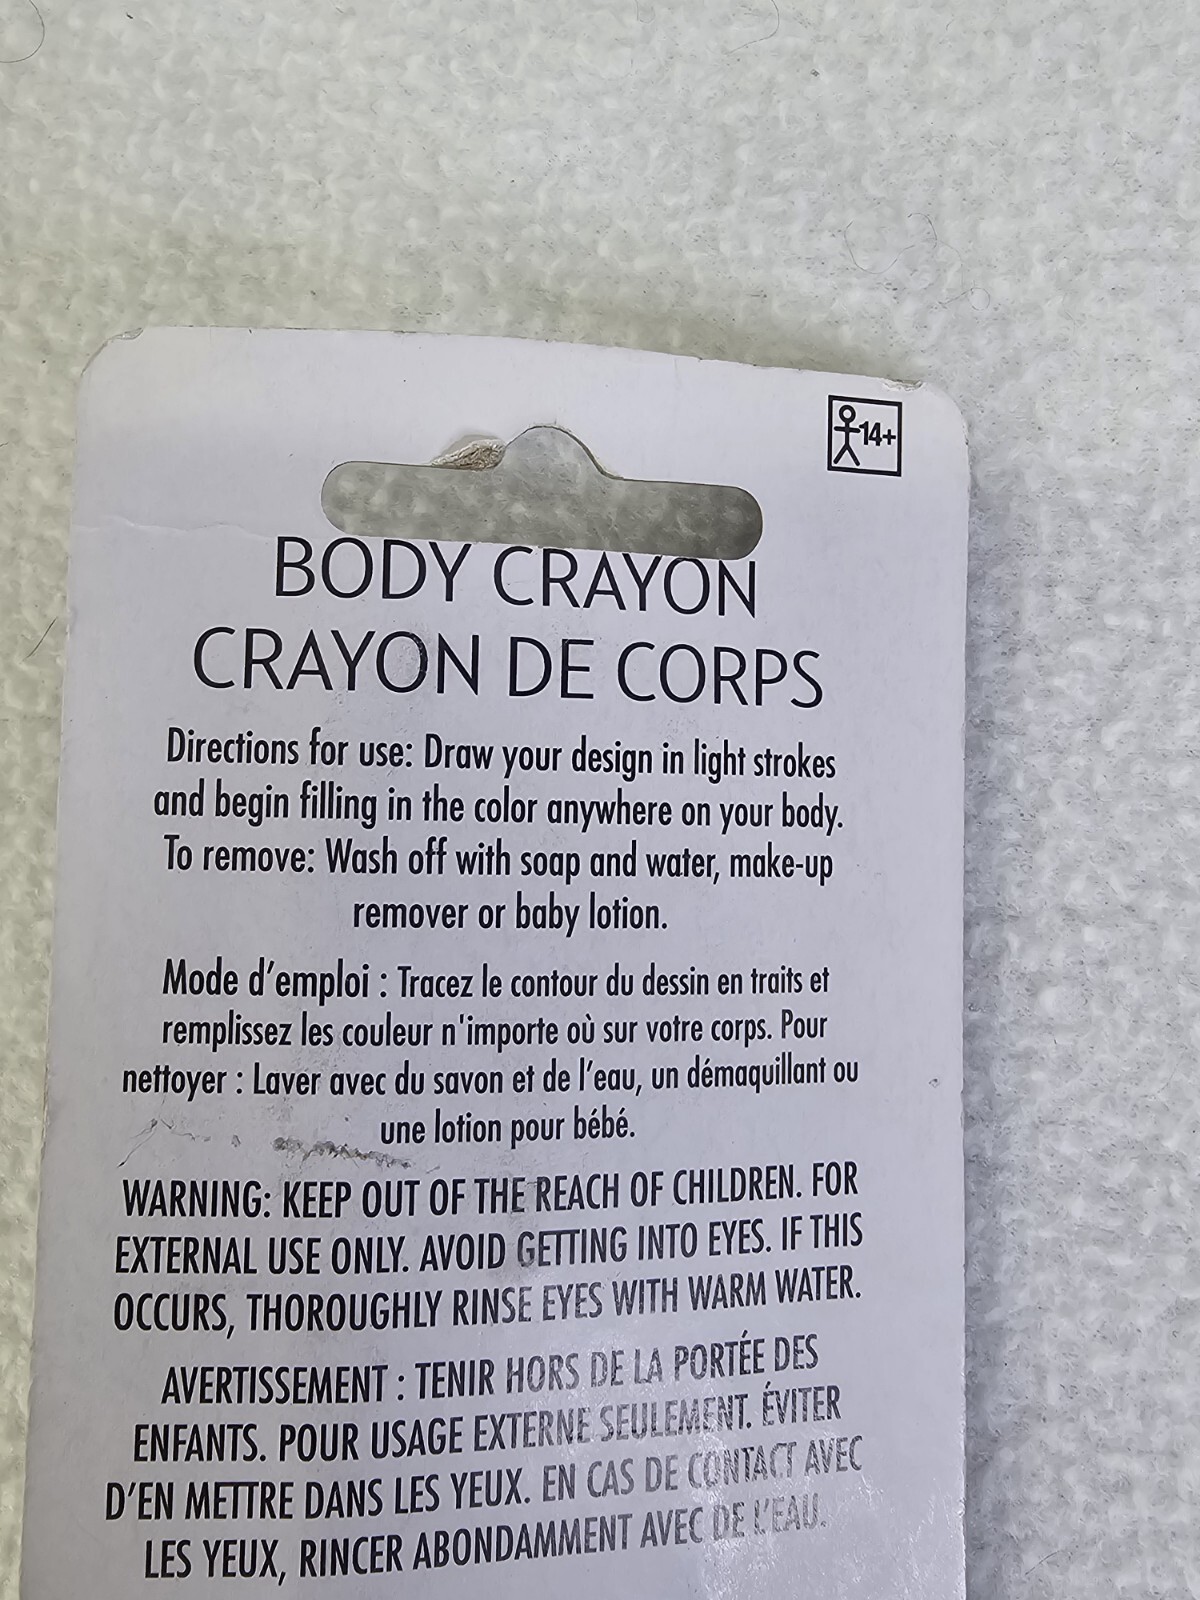 14+
BODY CRAYON
CRAYON DE CORPS
Directions for use: Draw your design in light strokes
and begin filling in the color anywhere on your body.
To remove: Wash off with soap and water, make-up
remover or baby lotion.
Mode d'emploi : Tracez le contour du dessin en traits et
remplissez les couleur n'importe où sur votre corps. Pour
nettoyer : Laver avec du savon et de l'eau, un démaquillant ou
une lotion pour bébé.
WARNING: KEEP OUT OF THE REACH OF CHILDREN. FOR
EXTERNAL USE ONLY. AVOID GETTING INTO EYES. IF THIS
OCCURS, THOROUGHLY RINSE EYES WITH WARM WATER.
AVERTISSEMENT : TENIR HORS DE LA PORTÉE DES
ENFANTS. POUR USAGE EXTERNE SEULEMENT. ÉVITER
D'EN METTRE DANS LES YEUX. EN CAS DE CONTACT AVEC
LES YEUX, RINCER ABONDAMMENT AVEC DE L'EAU.